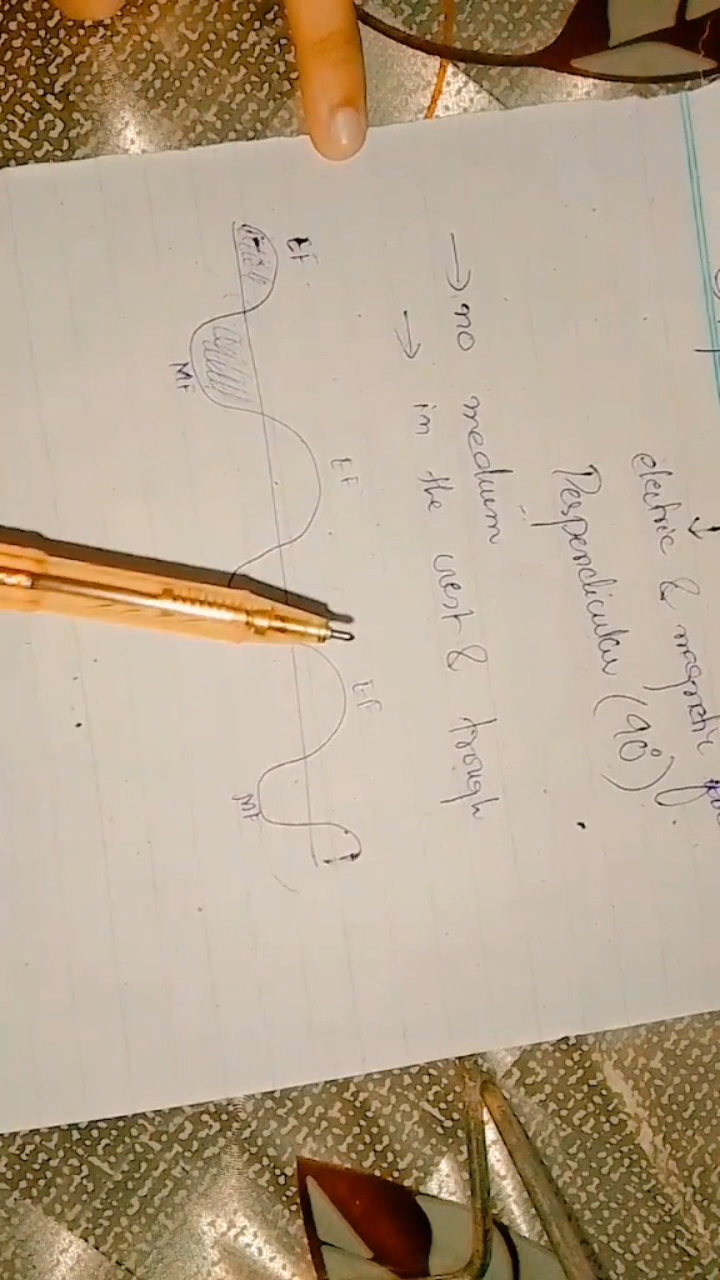 electric & magnetic
Perpendicular (90°)
→ no medium
→ in the crest & trough
EF
EF
EF
MF
MF